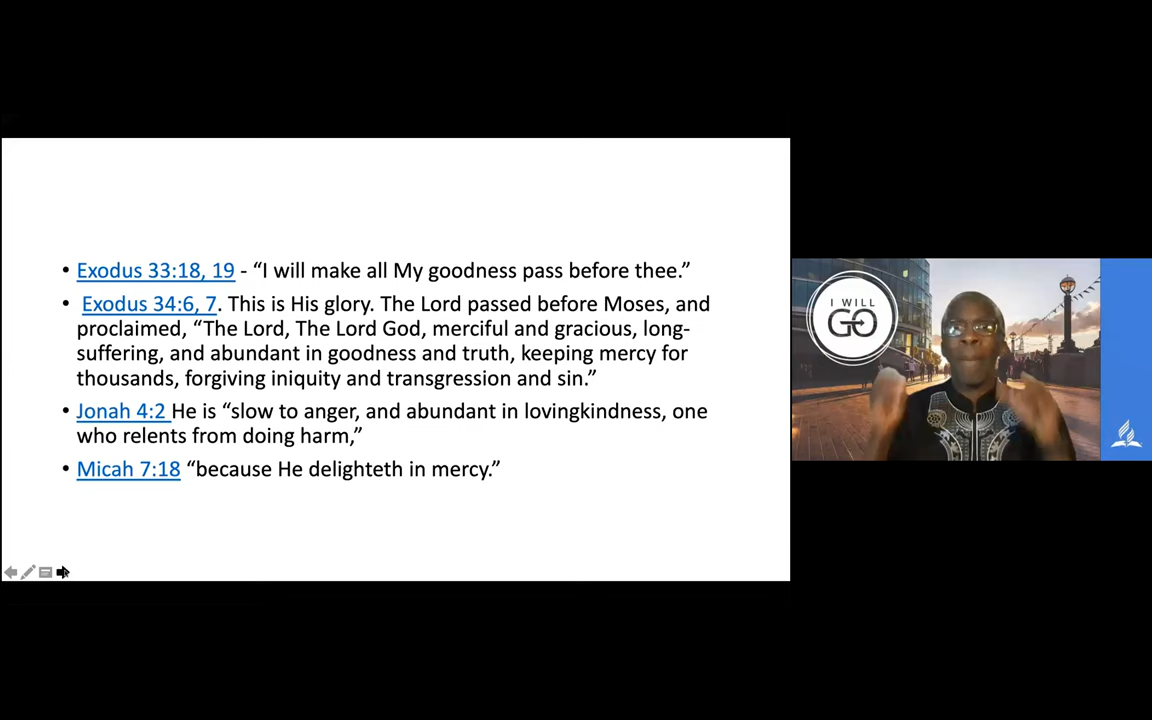 • Exodus 33:18, 19 - “I will make all My goodness pass before thee.”
• Exodus 34:6, 7. This is His glory. The Lord passed before Moses, and
proclaimed, “The Lord, The Lord God, merciful and gracious, long-
suffering, and abundant in goodness and truth, keeping mercy for
thousands, forgiving iniquity and transgression and sin.”
• Jonah 4:2 He is “slow to anger, and abundant in lovingkindness, one
who relents from doing harm,”
• Micah 7:18 “because He delighteth in mercy.”
I WILL
GO